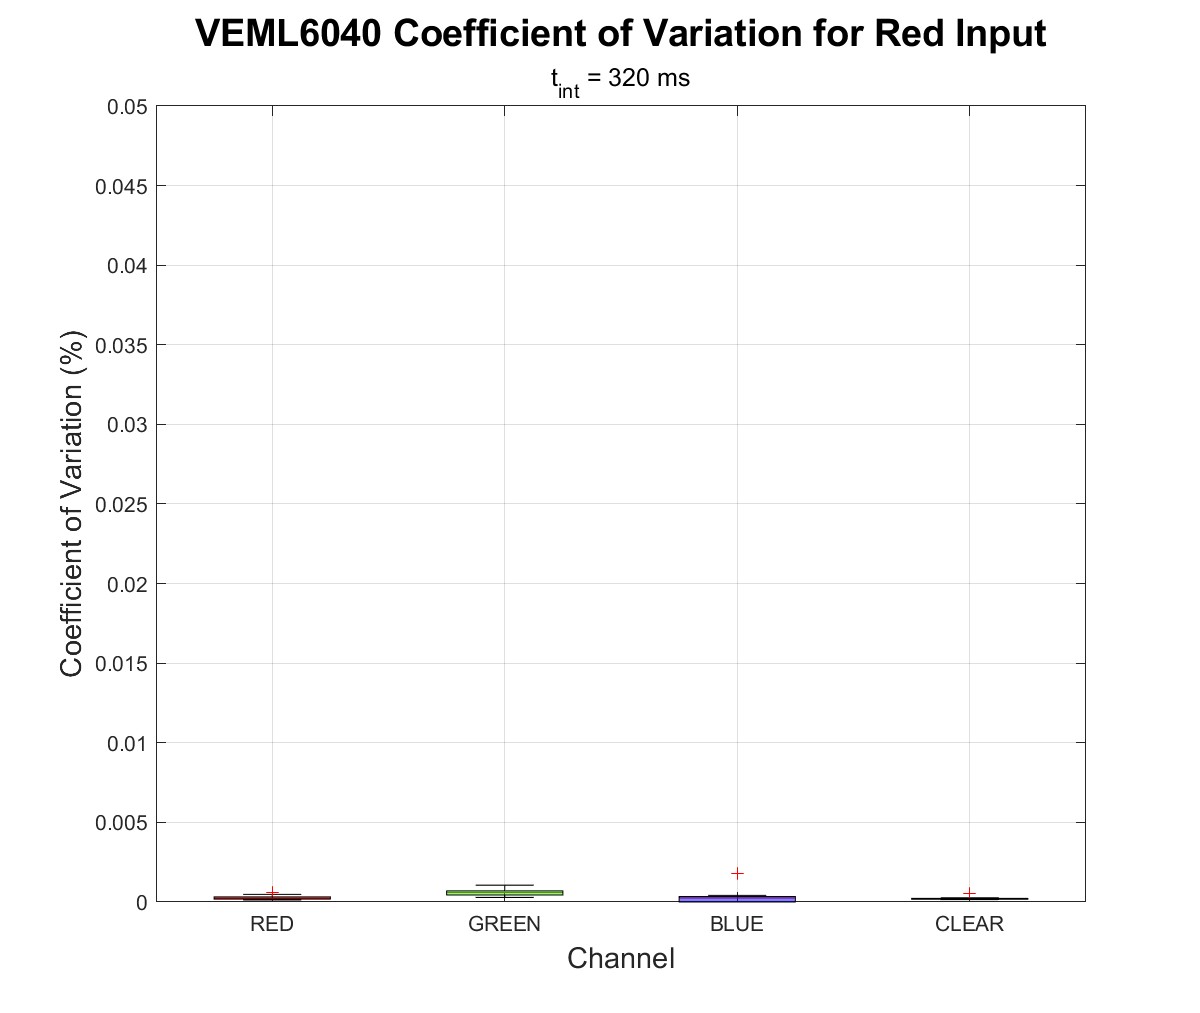 VEML6040 Coefficient of Variation for Red Input
t_int = 320 ms
Coefficient of Variation (%)
0.05
0.045
0.04
0.035
0.03
0.025
0.02
0.015
0.01
0.005
0
RED GREEN BLUE CLEAR
Channel